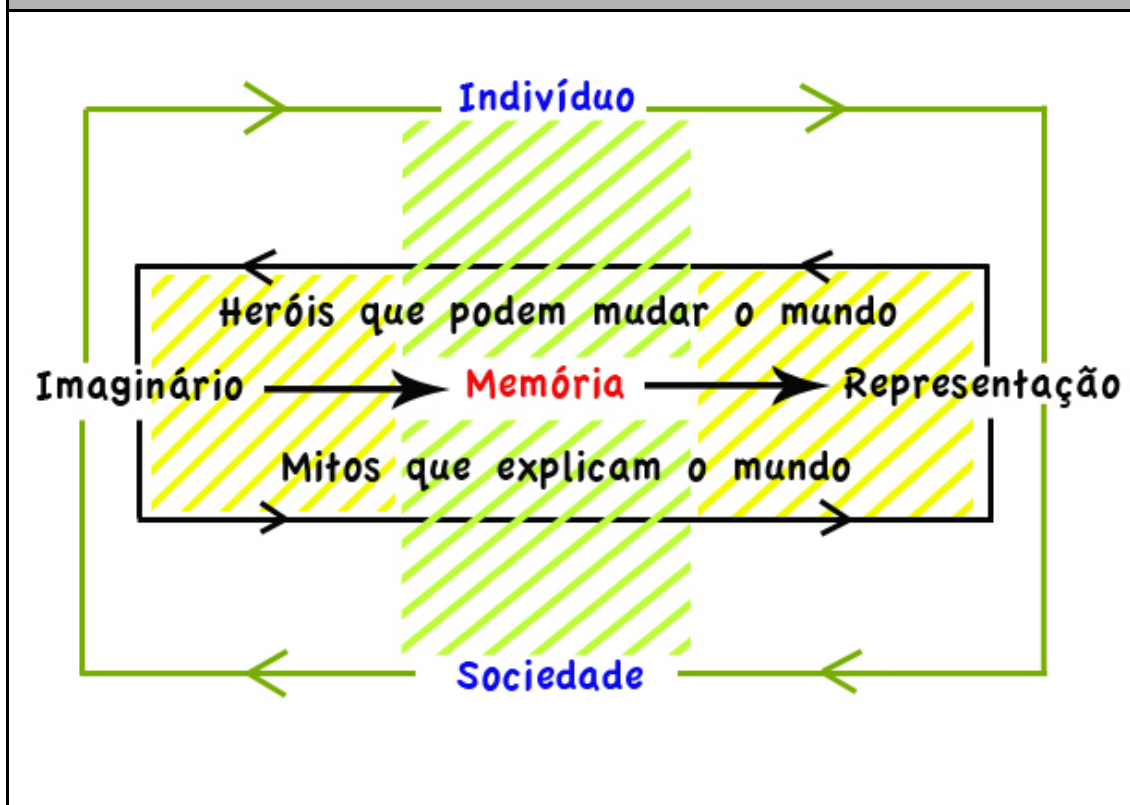 Indivíduo
Heróis que podem mudar o mundo
Imaginário Memória Representação
Mitos que explicam o mundo
Sociedade